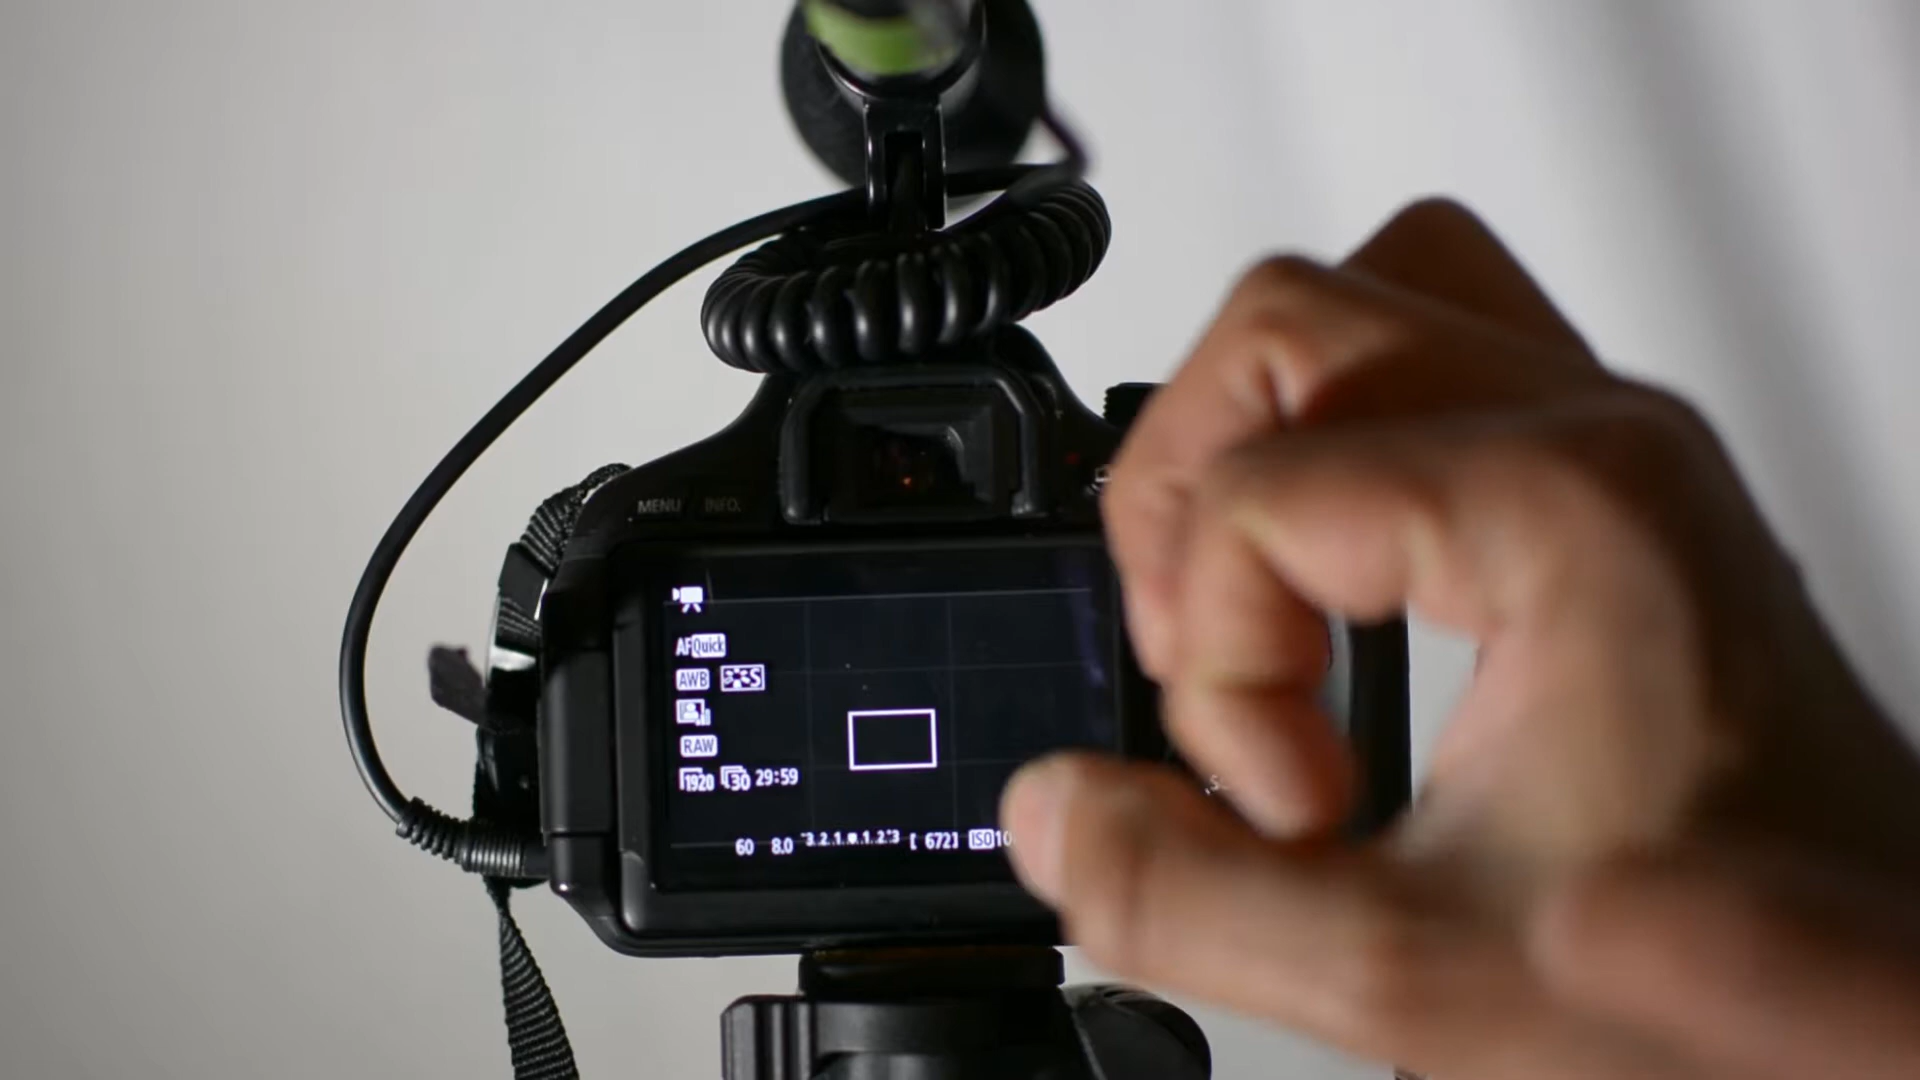 MENU INFO.
AF Quick
AWB S
RAW
1920 30 29:59
60 8.0 -3..2..1..0..1..2..+3 [ 672] ISO